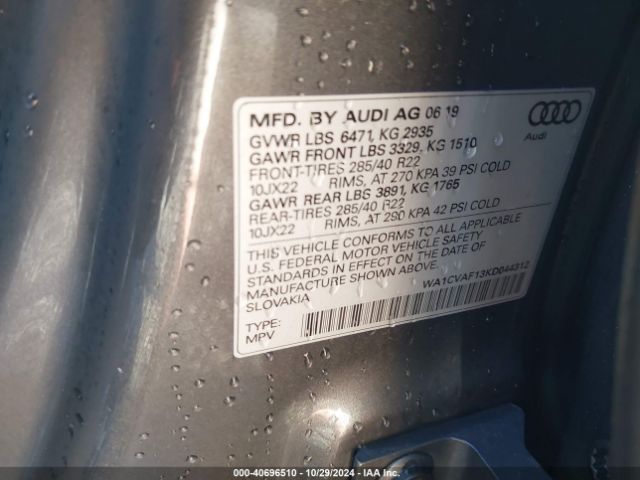 MFD. BY AUDI AG 06 19
GVWR LBS 6471, KG 2935
GAWR FRONT LBS 3329, KG 1510
FRONT-TIRES 285/40 R22
10JX22 RIMS, AT 270 KPA 39 PSI COLD
GAWR REAR LBS 3891, KG 1765
REAR-TIRES 285/40 R22
10JX22 RIMS, AT 290 KPA 42 PSI COLD
THIS VEHICLE CONFORMS TO ALL APPLICABLE
U.S. FEDERAL MOTOR VEHICLE SAFETY
STANDARDS IN EFFECT ON THE DATE OF
MANUFACTURE SHOWN ABOVE.
SLOVAKIA
WA1CVAF13KD044312
TYPE:
MPV
Audi
000-40696510 | 10/29/2024 | IAA Inc.